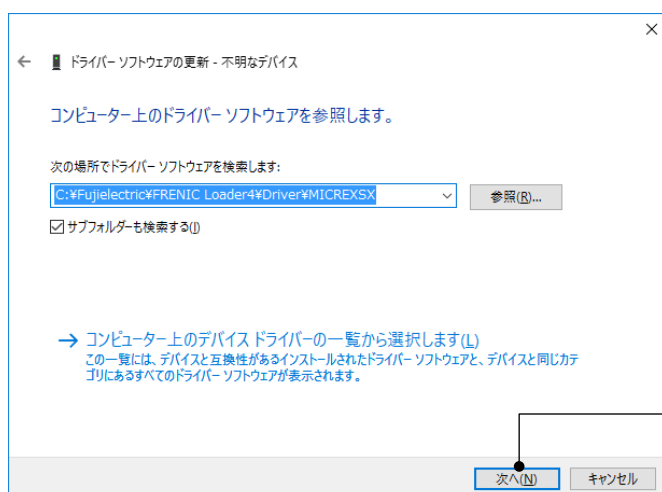 ドライバー ソフトウェアの更新 - 不明なデバイス
コンピューター上のドライバー ソフトウェアを参照します。
次の場所でドライバー ソフトウェアを検索します:
C:¥Fujielectric¥FRENIC Loader4¥Driver¥MICREXSX
参照(R)...
サブフォルダーも検索する(I)
コンピューター上のデバイス ドライバーの一覧から選択します(L)
この一覧には、デバイスと互換性があるインストールされたドライバー ソフトウェアと、デバイスと同じカテ
ゴリにあるすべてのドライバー ソフトウェアが表示されます。
次へ(N)
キャンセル